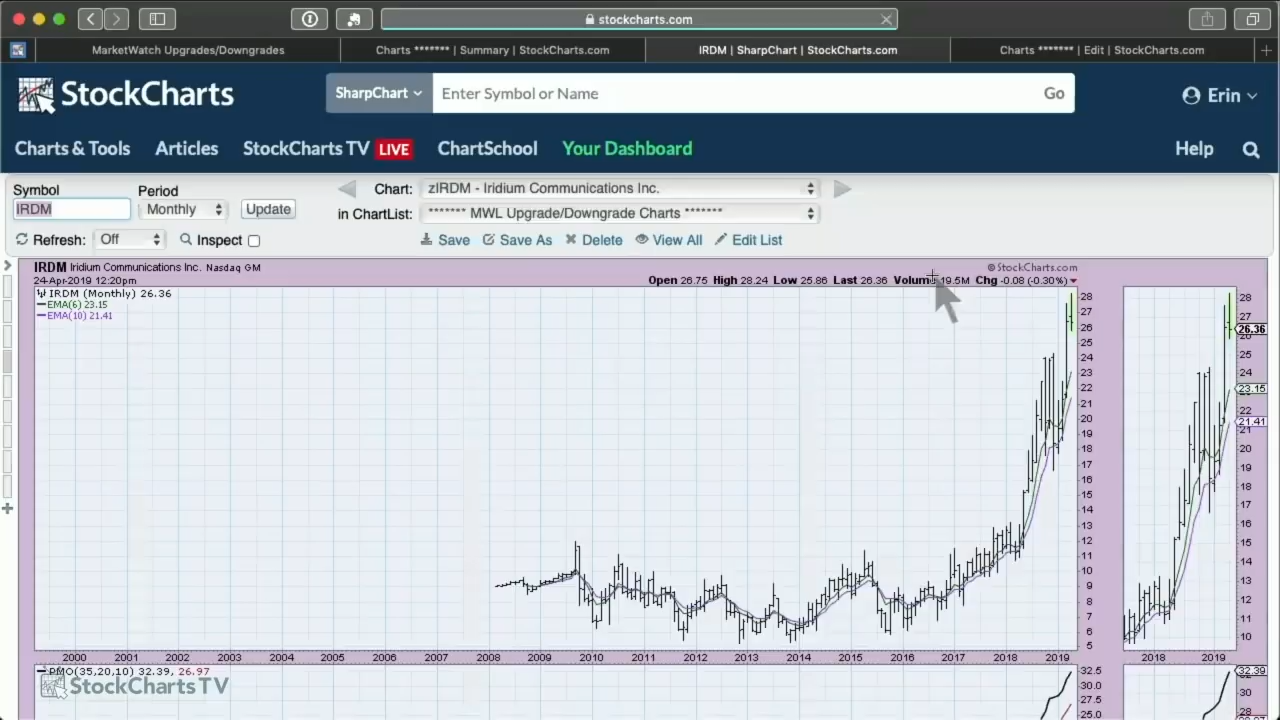 stockcharts.com
MarketWatch Upgrades/Downgrades
Charts ******* | Summary | StockCharts.com
IRDM | SharpChart | StockCharts.com
Charts ******* | Edit | StockCharts.com
StockCharts
SharpChart
Enter Symbol or Name
Go
Erin
Charts & Tools
Articles
StockCharts TV LIVE
ChartSchool
Your Dashboard
Help
Symbol
Period
Chart: zIRDM - Iridium Communications Inc.
IRDM
Monthly
Update
in ChartList: ******* MWL Upgrade/Downgrade Charts *******
Refresh: Off
Inspect
Save
Save As
Delete
View All
Edit List
IRDM Iridium Communications Inc. Nasdaq GM
© StockCharts.com
24-Apr-2019 12:20pm
Open 26.75 High 28.24 Low 25.86 Last 26.36 Volume 19.5M Chg -0.08 (-0.30%)
IRDM (Monthly) 26.36
EMA(6) 23.15
EMA(10) 21.41
28
27
26
25
24
23
22
21
20
19
18
17
16
15
14
13
12
11
10
9
8
7
6
5
28
27
26.36
25
24
23.15
22
21.41
20
19
18
17
16
15
14
13
12
11
10
2000 2001 2002 2003 2004 2005 2006 2007 2008 2009 2010 2011 2012 2013 2014 2015 2016 2017 2018 2019
2018 2019
PMO(35,20,10) 32.39, 26.97
StockChartsTV
32.5
30.0
27.5
25.0
32.39
30
28